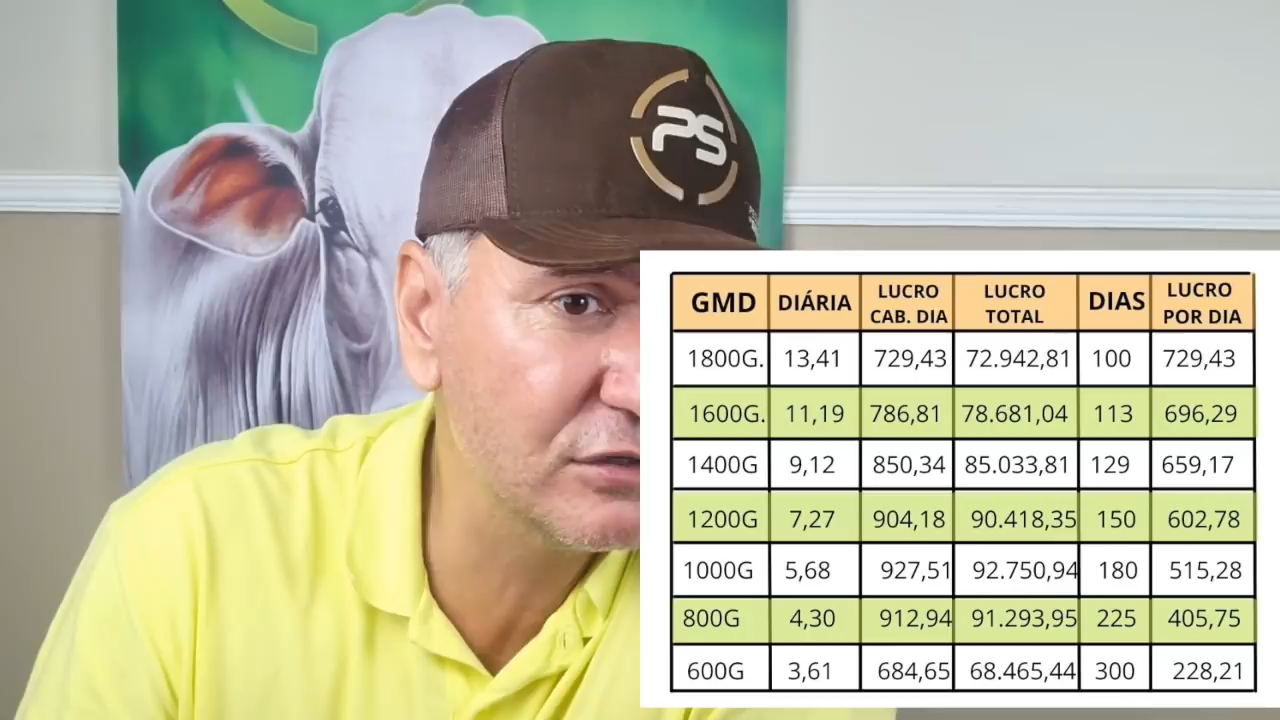 PS
GMD DIÁRIA LUCRO CAB. DIA LUCRO TOTAL DIAS LUCRO POR DIA
1800G. 13,41 729,43 72.942,81 100 729,43
1600G. 11,19 786,81 78.681,04 113 696,29
1400G 9,12 850,34 85.033,81 129 659,17
1200G 7,27 904,18 90.418,35 150 602,78
1000G 5,68 927,51 92.750,94 180 515,28
800G 4,30 912,94 91.293,95 225 405,75
600G 3,61 684,65 68.465,44 300 228,21